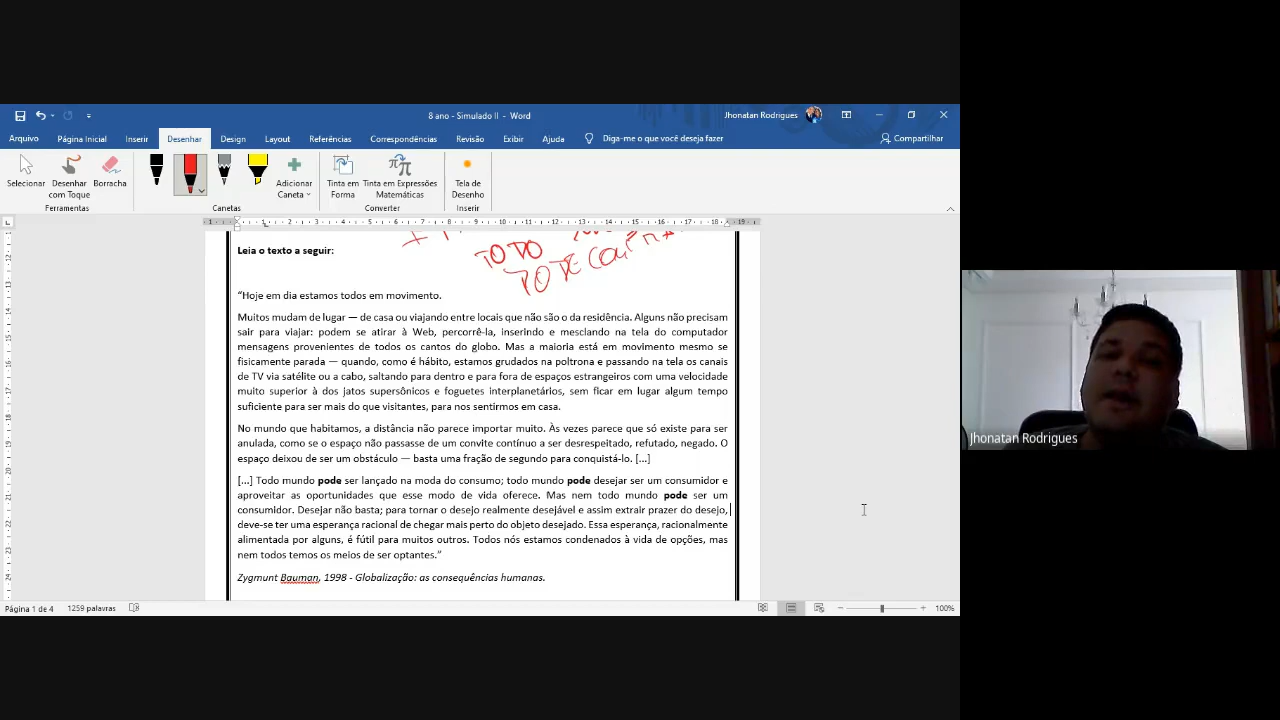 8 ano - Simulado II - Word
Jhonatan Rodrigues
Arquivo Página Inicial Inserir Desenhar Design Layout Referências Correspondências Revisão Exibir Ajuda Diga-me o que você deseja fazer Compartilhar
Selecionar Desenhar com Toque Borracha Adicionar Caneta Tinta em Forma Tinta em Expressões Matemáticas Tela de Desenho
Ferramentas Canetas Converter Inserir
Leia o texto a seguir:
TODO
“Hoje em dia estamos todos em movimento.
Muitos mudam de lugar — de casa ou viajando entre locais que não são o da residência. Alguns não precisam
sair para viajar: podem se atirar à Web, percorrê-la, inserindo e mesclando na tela do computador
mensagens provenientes de todos os cantos do globo. Mas a maioria está em movimento mesmo se
fisicamente parada — quando, como é hábito, estamos grudados na poltrona e passando na tela os canais
de TV via satélite ou a cabo, saltando para dentro e para fora de espaços estrangeiros com uma velocidade
muito superior à dos jatos supersônicos e foguetes interplanetários, sem ficar em lugar algum tempo
suficiente para ser mais do que visitantes, para nos sentirmos em casa.
No mundo que habitamos, a distância não parece importar muito. Às vezes parece que só existe para ser
anulada, como se o espaço não passasse de um convite contínuo a ser desrespeitado, refutado, negado. O
espaço deixou de ser um obstáculo — basta uma fração de segundo para conquistá-lo. [...]
[...] Todo mundo pode ser lançado na moda do consumo; todo mundo pode desejar ser um consumidor e
aproveitar as oportunidades que esse modo de vida oferece. Mas nem todo mundo pode ser um
consumidor. Desejar não basta; para tornar o desejo realmente desejável e assim extrair prazer do desejo,
deve-se ter uma esperança racional de chegar mais perto do objeto desejado. Essa esperança, racionalmente
alimentada por alguns, é fútil para muitos outros. Todos nós estamos condenados à vida de opções, mas
nem todos temos os meios de ser optantes.”
Zygmunt Bauman, 1998 - Globalização: as consequências humanas.
Página 1 de 4 1259 palavras 100%
Jhonatan Rodrigues